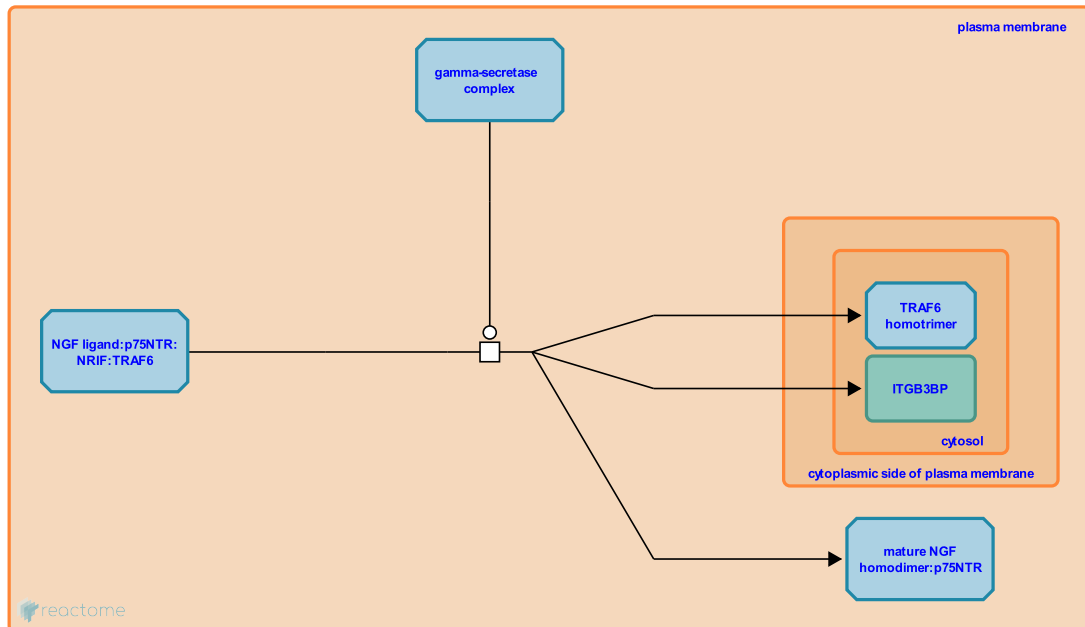 plasma membrane
gamma-secretase
complex
NGF ligand:p75NTR:
NRIF:TRAF6
TRAF6
homotrimer
ITGB3BP
cytosol
cytoplasmic side of plasma membrane
mature NGF
homodimer:p75NTR
reactome